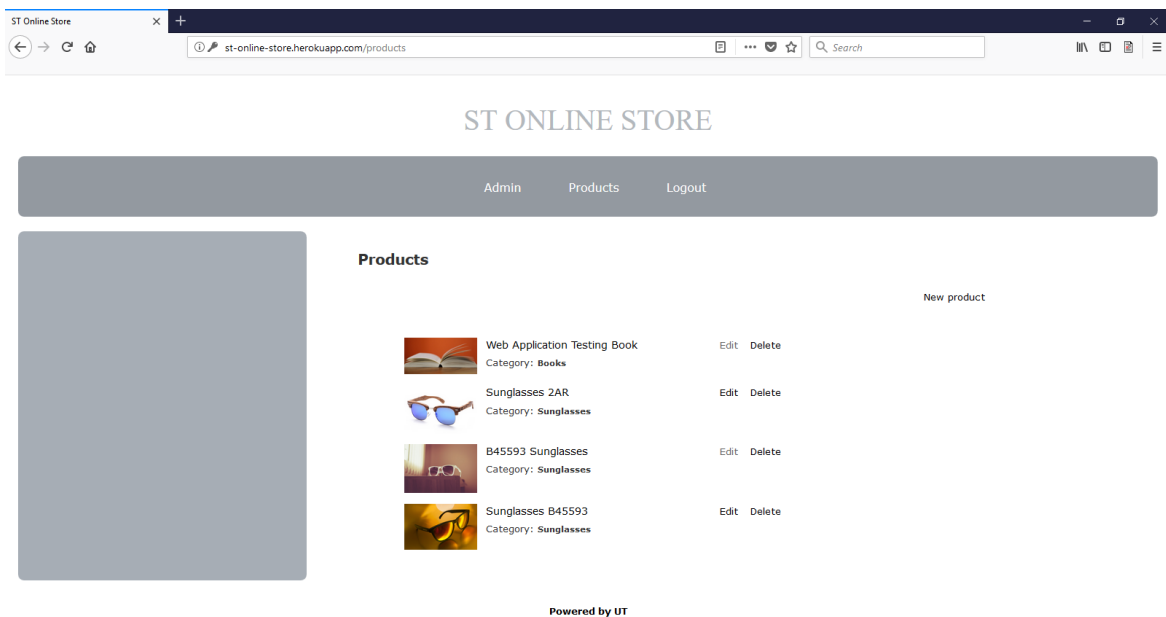 ST Online Store
st-online-store.herokuapp.com/products
Search
ST ONLINE STORE
Admin Products Logout
Products
New product
Web Application Testing Book Edit Delete
Category: Books
Sunglasses 2AR Edit Delete
Category: Sunglasses
B45593 Sunglasses Edit Delete
Category: Sunglasses
Sunglasses B45593 Edit Delete
Category: Sunglasses
Powered by UT